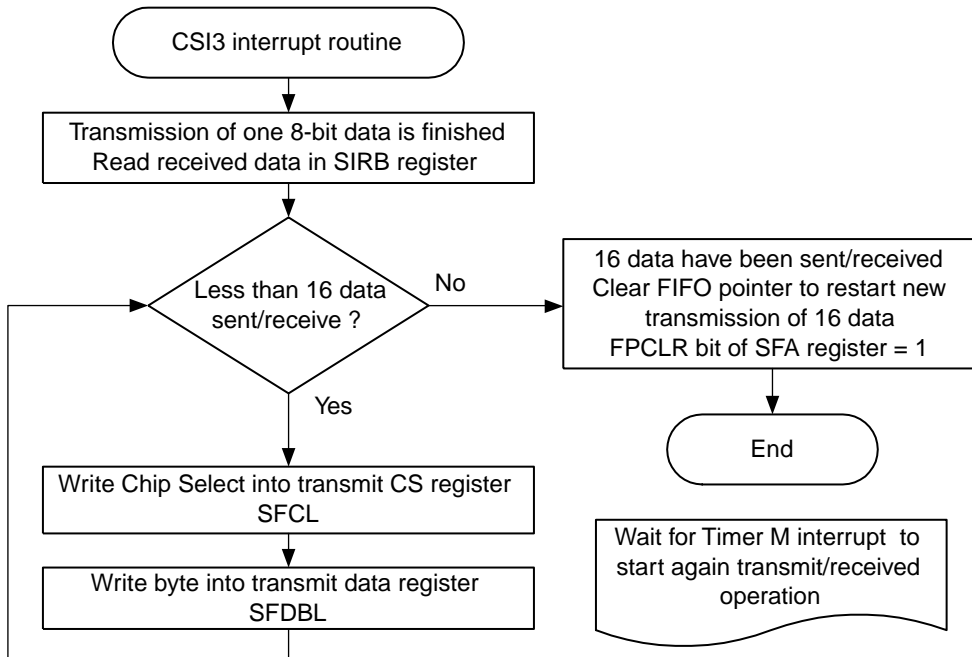 CSI3 interrupt routine
Transmission of one 8-bit data is finished
Read received data in SIRB register
Less than 16 data
sent/receive ?
No
Yes
16 data have been sent/received
Clear FIFO pointer to restart new
transmission of 16 data
FPCLR bit of SFA register = 1
End
Write Chip Select into transmit CS register
SFCL
Write byte into transmit data register
SFDBL
Wait for Timer M interrupt to
start again transmit/received
operation